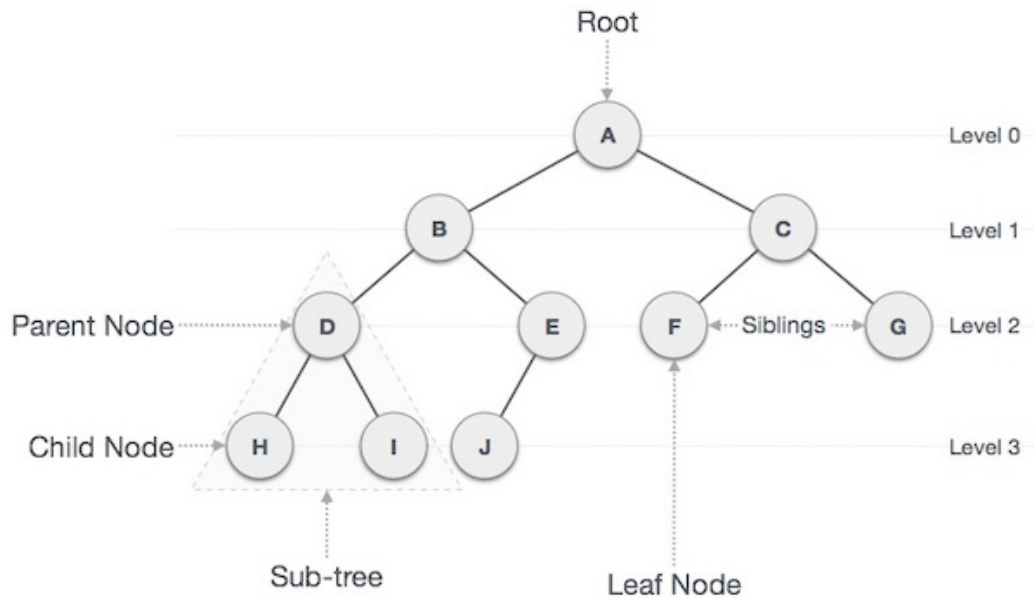 Root
A
Level 0
B
C
Level 1
Parent Node
D
E
F
Siblings
G
Level 2
Child Node
H
I
J
Level 3
Sub-tree
Leaf Node